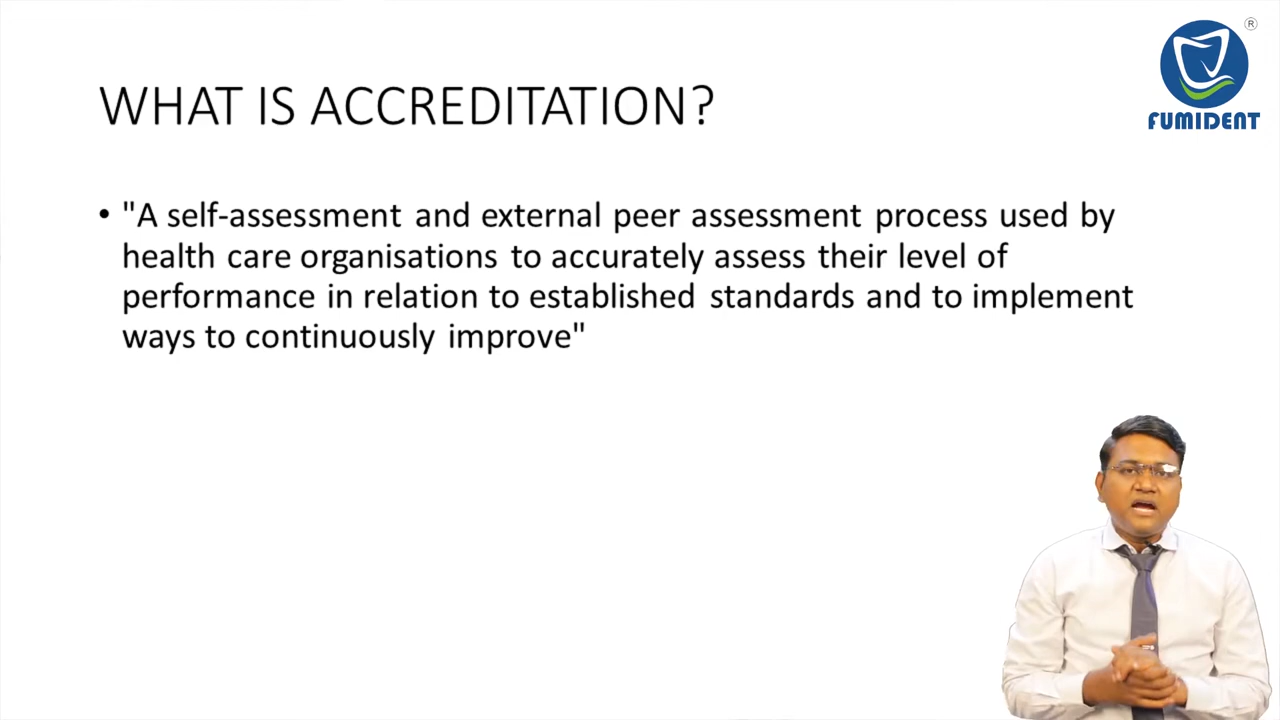 ®
FUMIDENT
WHAT IS ACCREDITATION?
• "A self-assessment and external peer assessment process used by
health care organisations to accurately assess their level of
performance in relation to established standards and to implement
ways to continuously improve"